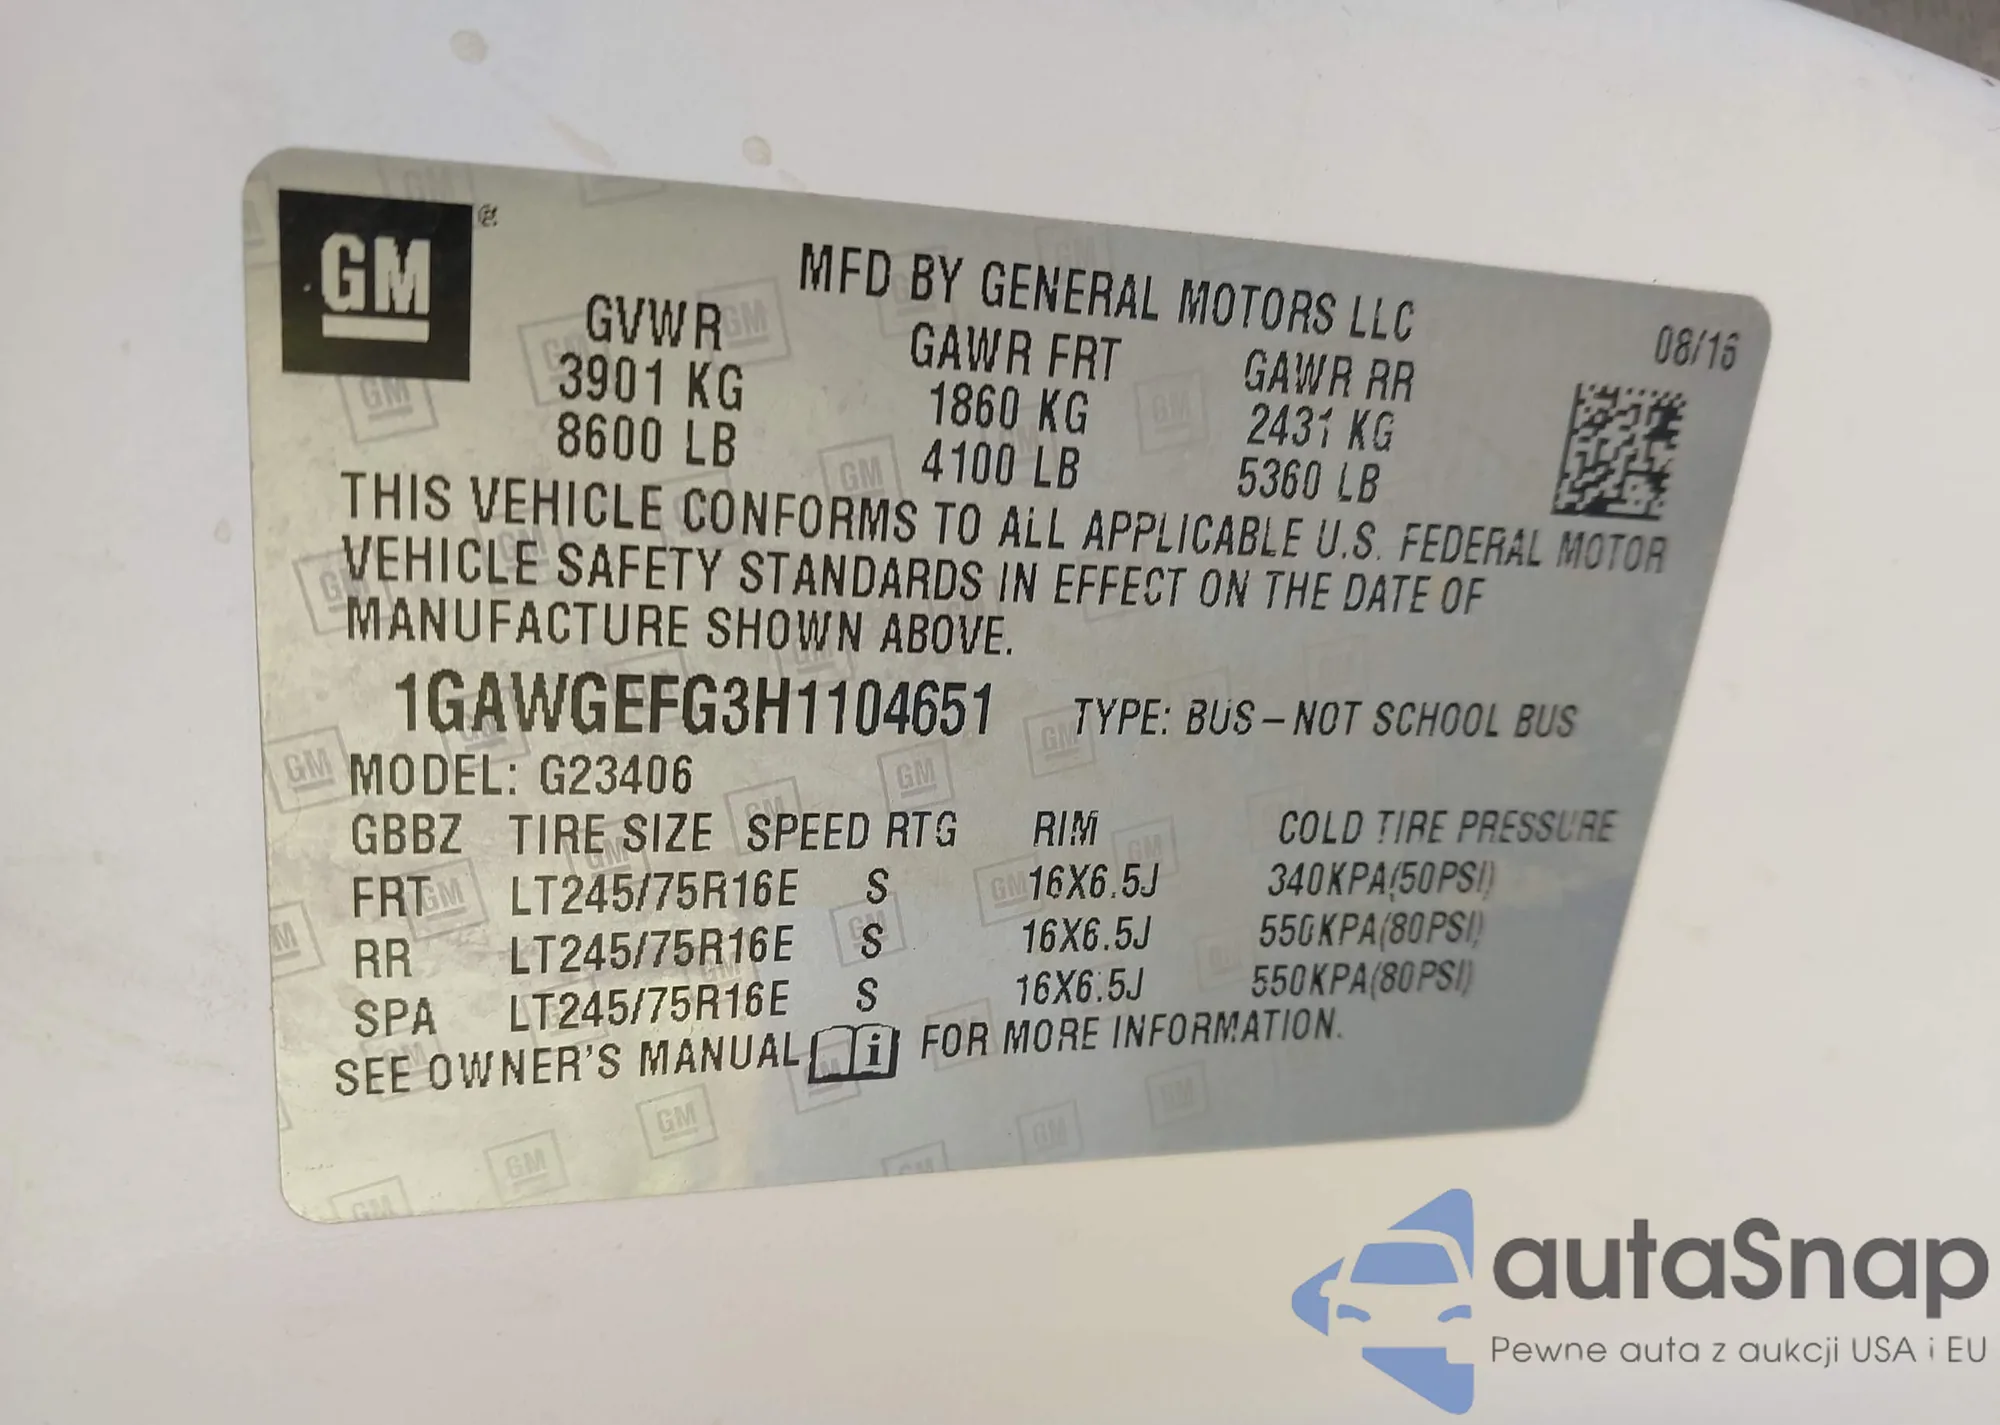 GM
MFD BY GENERAL MOTORS LLC
08/16
GVWR GAWR FRT GAWR RR
3901 KG 1860 KG 2431 KG
8600 LB 4100 LB 5360 LB
THIS VEHICLE CONFORMS TO ALL APPLICABLE U.S. FEDERAL MOTOR
VEHICLE SAFETY STANDARDS IN EFFECT ON THE DATE OF
MANUFACTURE SHOWN ABOVE.
1GAWGEFG3H1104651 TYPE: BUS – NOT SCHOOL BUS
MODEL: G23406
GBBZ TIRE SIZE SPEED RTG RIM COLD TIRE PRESSURE
FRT LT245/75R16E S 16X6.5J 340KPA(50PSI)
RR LT245/75R16E S 16X6.5J 550KPA(80PSI)
SPA LT245/75R16E S 16X6.5J 550KPA(80PSI)
SEE OWNER'S MANUAL i FOR MORE INFORMATION.
autaSnap
Pewne auta z aukcji USA i EU